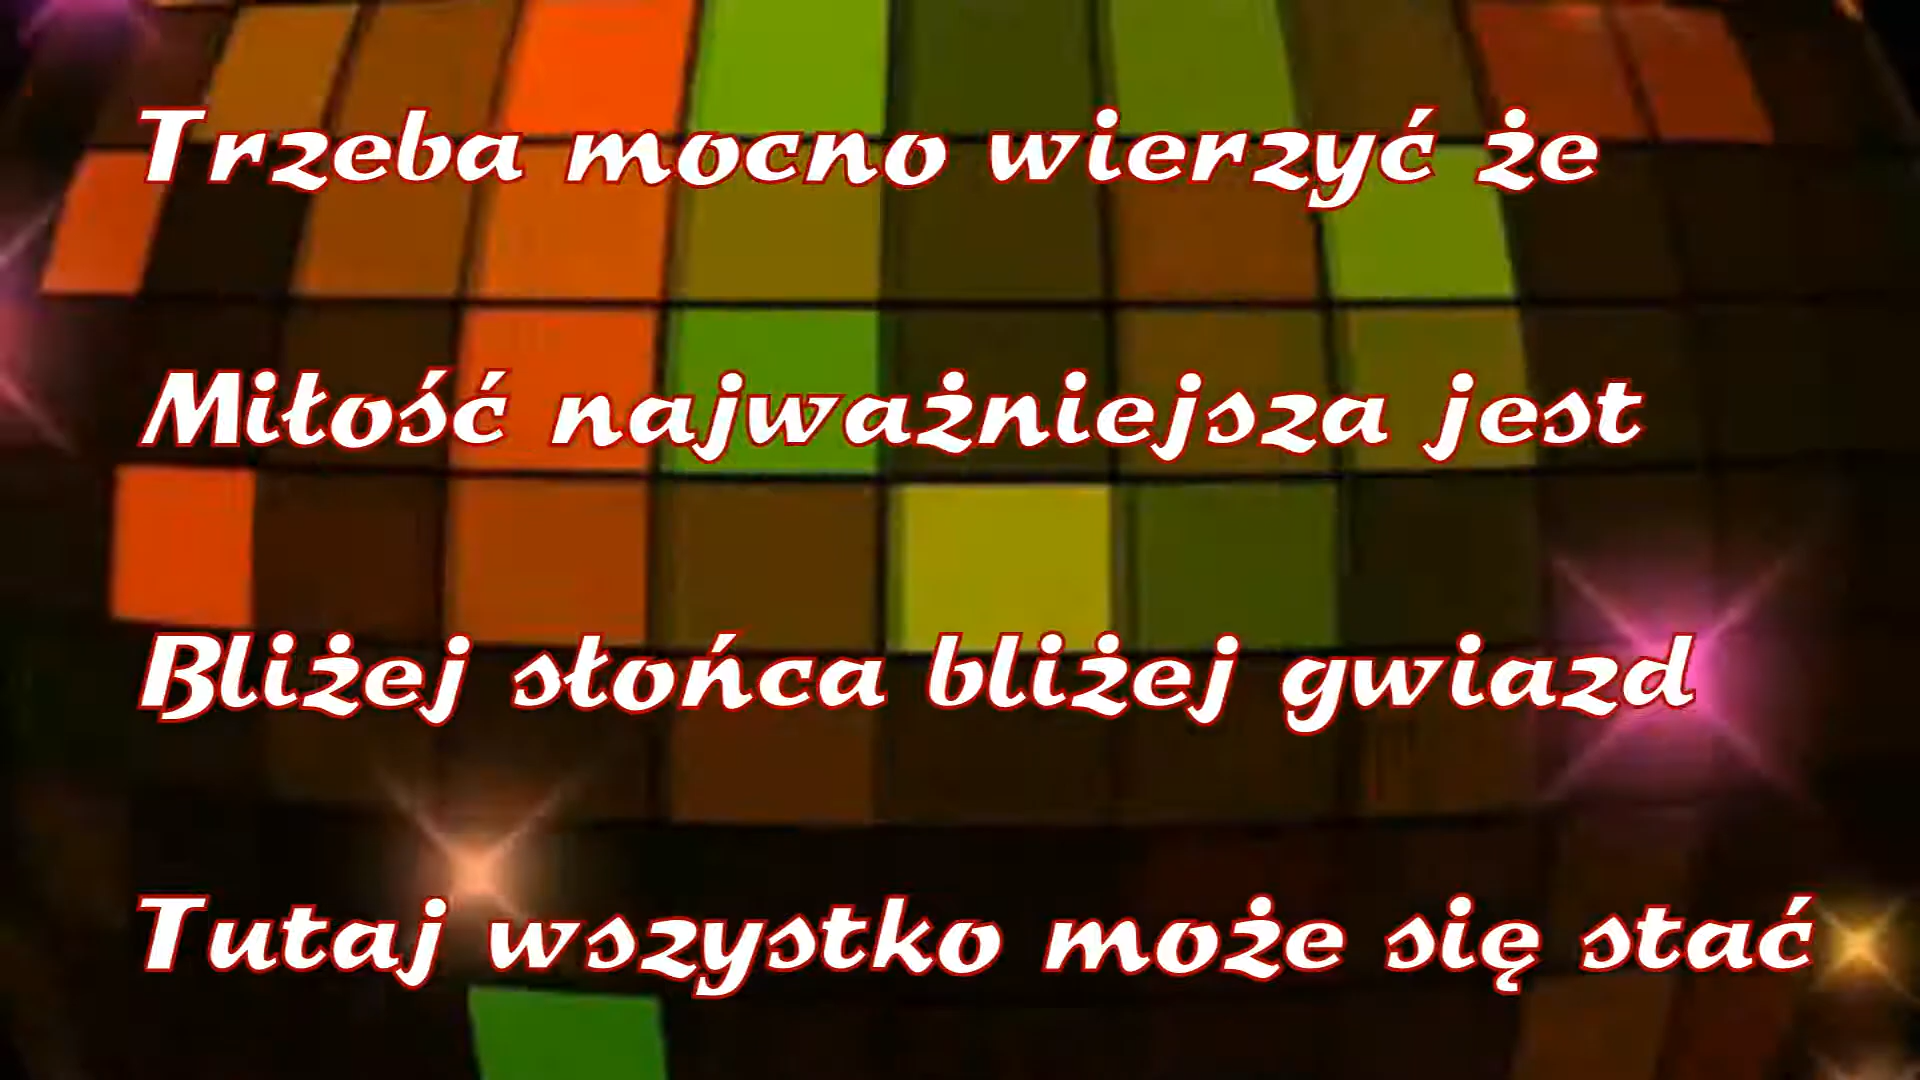 Trzeba mocno wierzyć że
Miłość najważniejsza jest
Bliżej słońca bliżej gwiazd
Tutaj wszystko może się stać